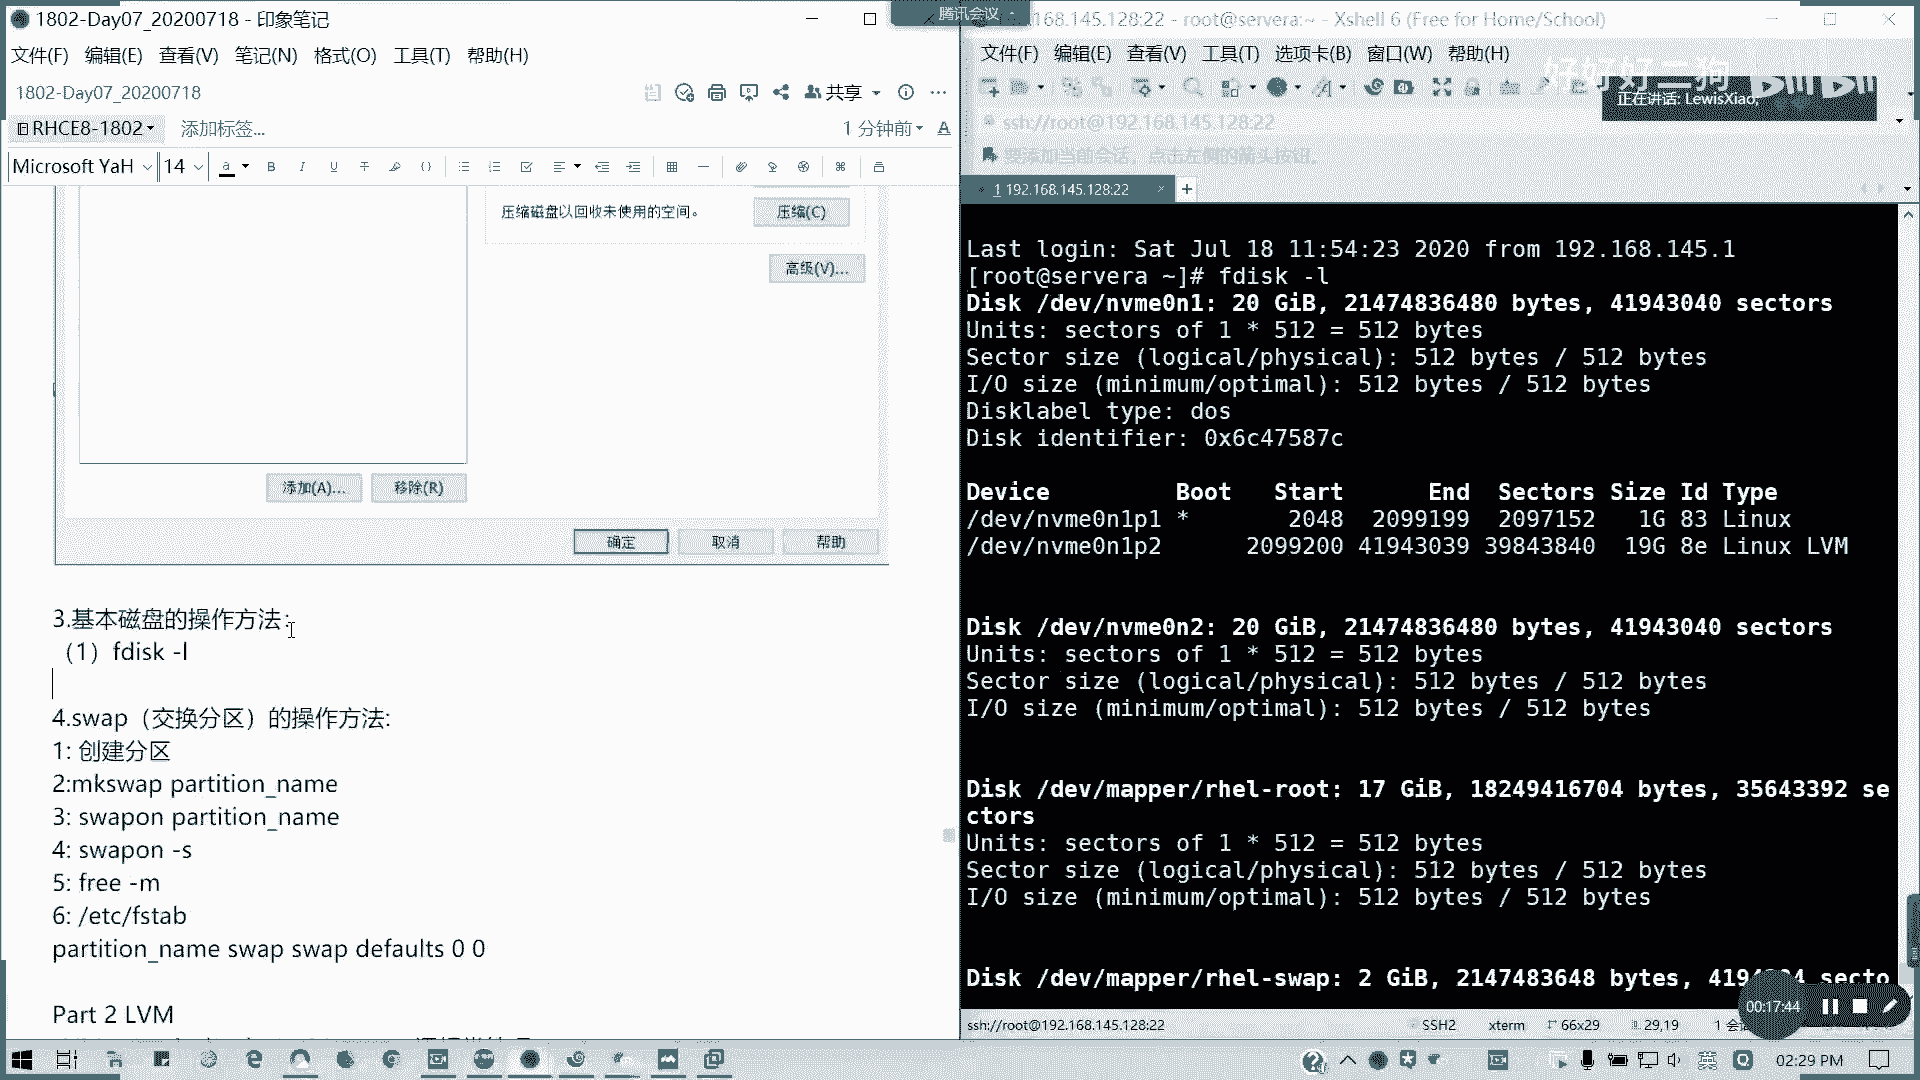 1802-Day07_20200718 - 印象笔记
文件(F) 编辑(E) 查看(V) 笔记(N) 格式(O) 工具(T) 帮助(H)
1802-Day07_20200718
共享
RHCE8-1802
添加标签...
1 分钟前
Microsoft YaH 14
压缩磁盘以回收未使用的空间。
压缩(C)
高级(V)...
添加(A)... 移除(R)
确定 取消 帮助
3.基本磁盘的操作方法:
（1）fdisk -l
4.swap（交换分区）的操作方法:
1: 创建分区
2:mkswap partition_name
3: swapon partition_name
4: swapon -s
5: free -m
6: /etc/fstab
partition_name swap swap defaults 0 0
Part 2 LVM
腾讯会议
.168.145.128:22 - root@servera:~ - Xshell 6 (Free for Home/School)
文件(F) 编辑(E) 查看(V) 工具(T) 选项卡(B) 窗口(W) 帮助(H)
好好好二狗
bilibili
正在讲话: LewisXiao;
ssh://root@192.168.145.128:22
要添加当前会话，点击左侧的箭头按钮。
1 192.168.145.128:22
Last login: Sat Jul 18 11:54:23 2020 from 192.168.145.1
[root@servera ~]# fdisk -l
Disk /dev/nvme0n1: 20 GiB, 21474836480 bytes, 41943040 sectors
Units: sectors of 1 * 512 = 512 bytes
Sector size (logical/physical): 512 bytes / 512 bytes
I/O size (minimum/optimal): 512 bytes / 512 bytes
Disklabel type: dos
Disk identifier: 0x6c47587c
Device Boot Start End Sectors Size Id Type
/dev/nvme0n1p1 * 2048 2099199 2097152 1G 83 Linux
/dev/nvme0n1p2 2099200 41943039 39843840 19G 8e Linux LVM
Disk /dev/nvme0n2: 20 GiB, 21474836480 bytes, 41943040 sectors
Units: sectors of 1 * 512 = 512 bytes
Sector size (logical/physical): 512 bytes / 512 bytes
I/O size (minimum/optimal): 512 bytes / 512 bytes
Disk /dev/mapper/rhel-root: 17 GiB, 18249416704 bytes, 35643392 se
ctors
Units: sectors of 1 * 512 = 512 bytes
Sector size (logical/physical): 512 bytes / 512 bytes
I/O size (minimum/optimal): 512 bytes / 512 bytes
Disk /dev/mapper/rhel-swap: 2 GiB, 2147483648 bytes, secto
00:17:44
ssh://root@192.168.145.128:22 SSH2 xterm 66x29 29,19
英
02:29 PM